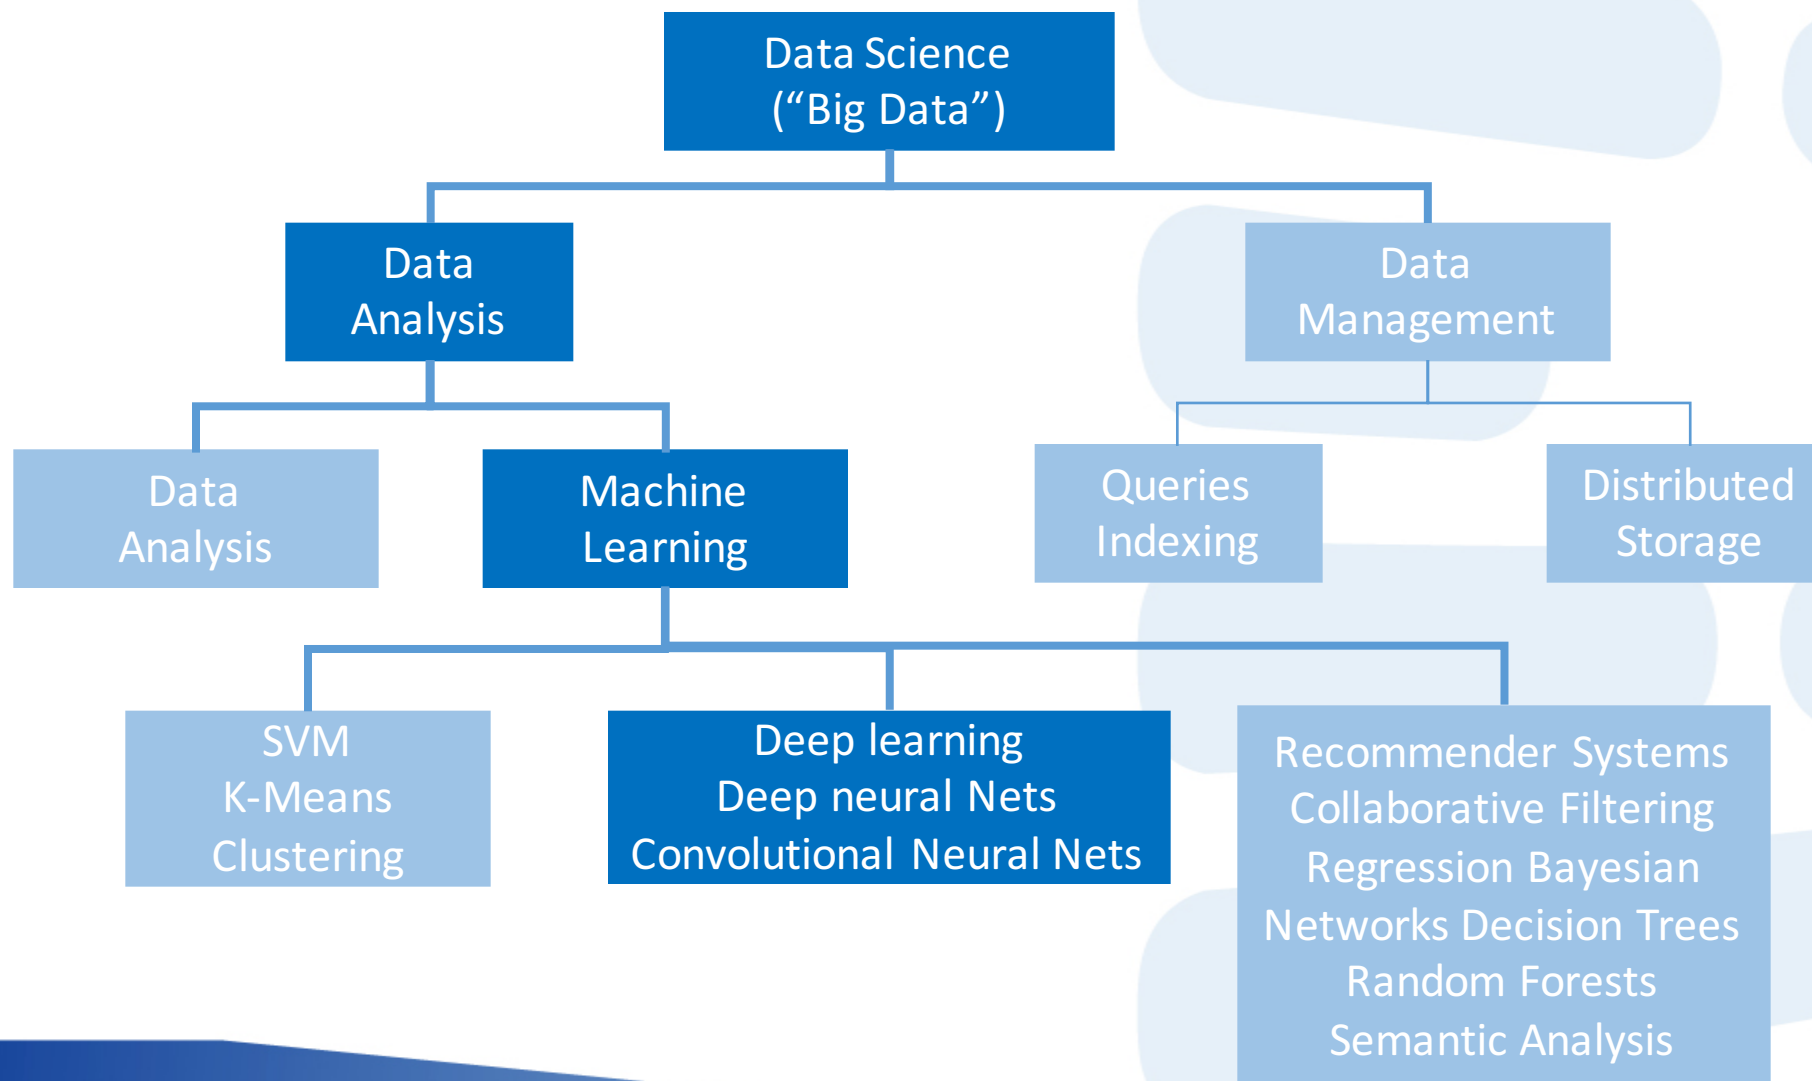 Data Science
(“Big Data”)
Data
Analysis
Data
Management
Data
Analysis
Machine
Learning
Queries
Indexing
Distributed
Storage
SVM
K-Means
Clustering
Deep learning
Deep neural Nets
Convolutional Neural Nets
Recommender Systems
Collaborative Filtering
Regression Bayesian
Networks Decision Trees
Random Forests
Semantic Analysis